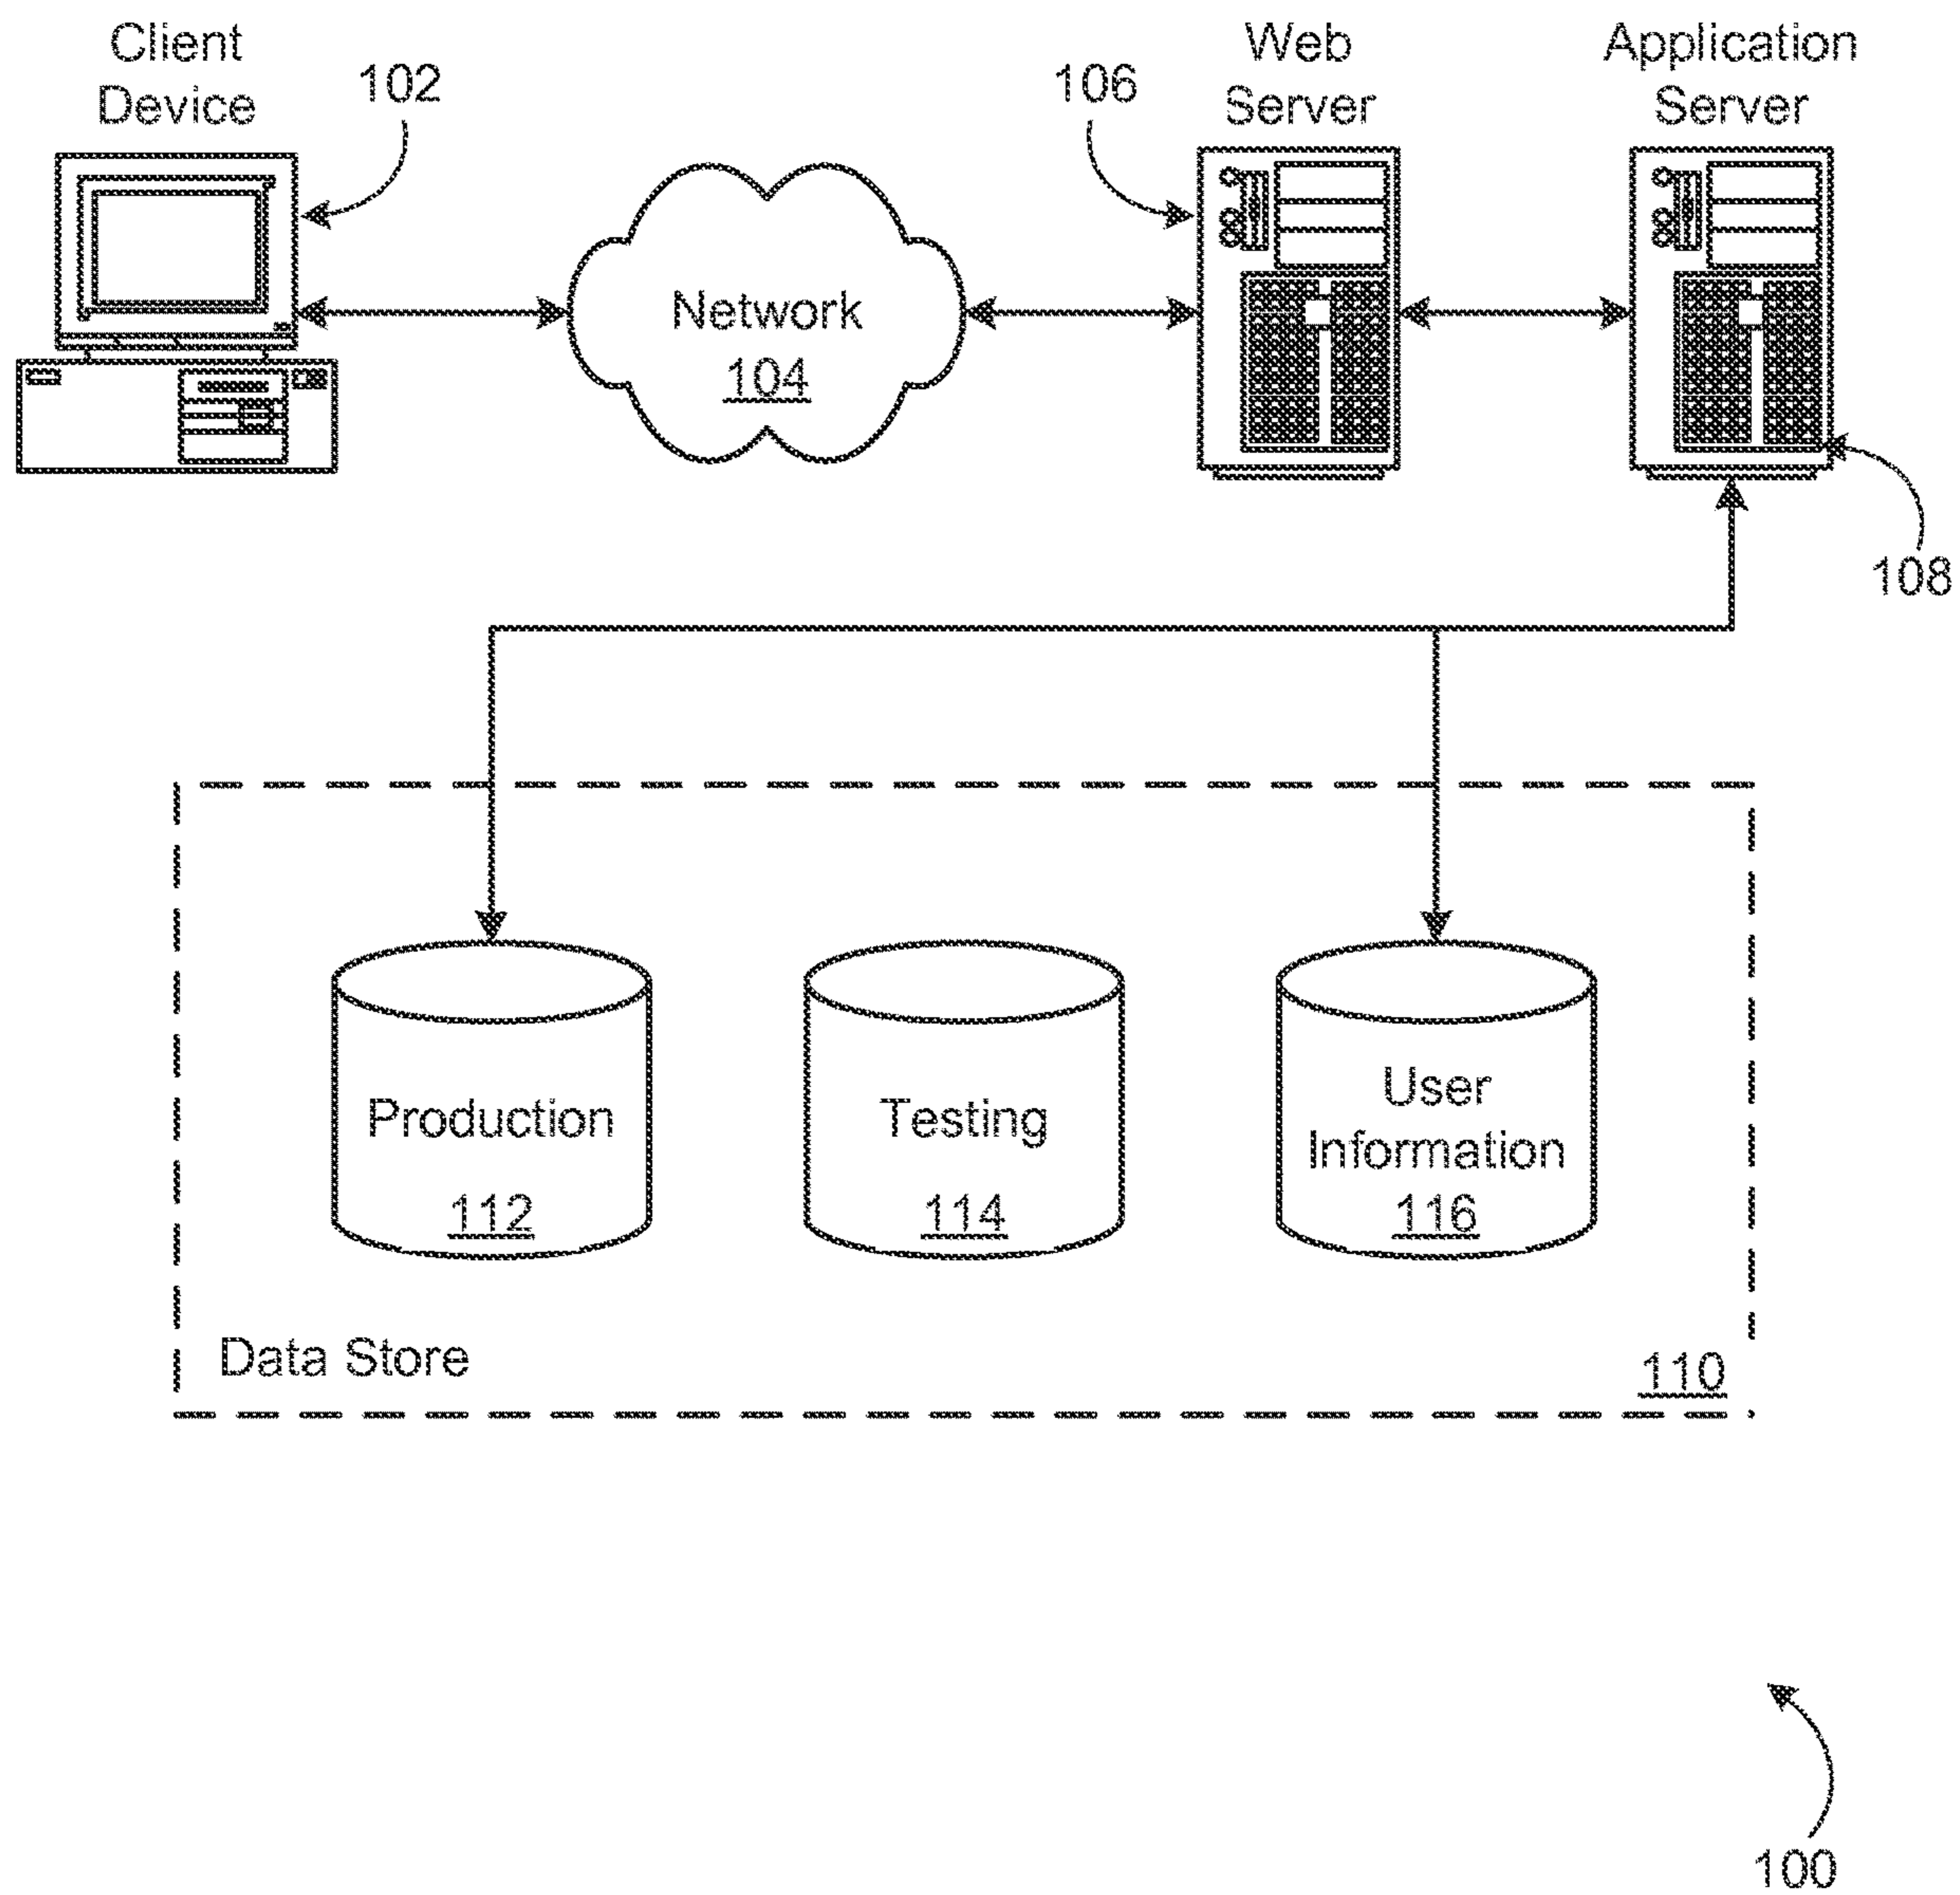 Client
Device
102
Web
Server
106
Application
Server
Network
104
108
Production
112
Testing
114
User
Information
116
Data Store
110
100